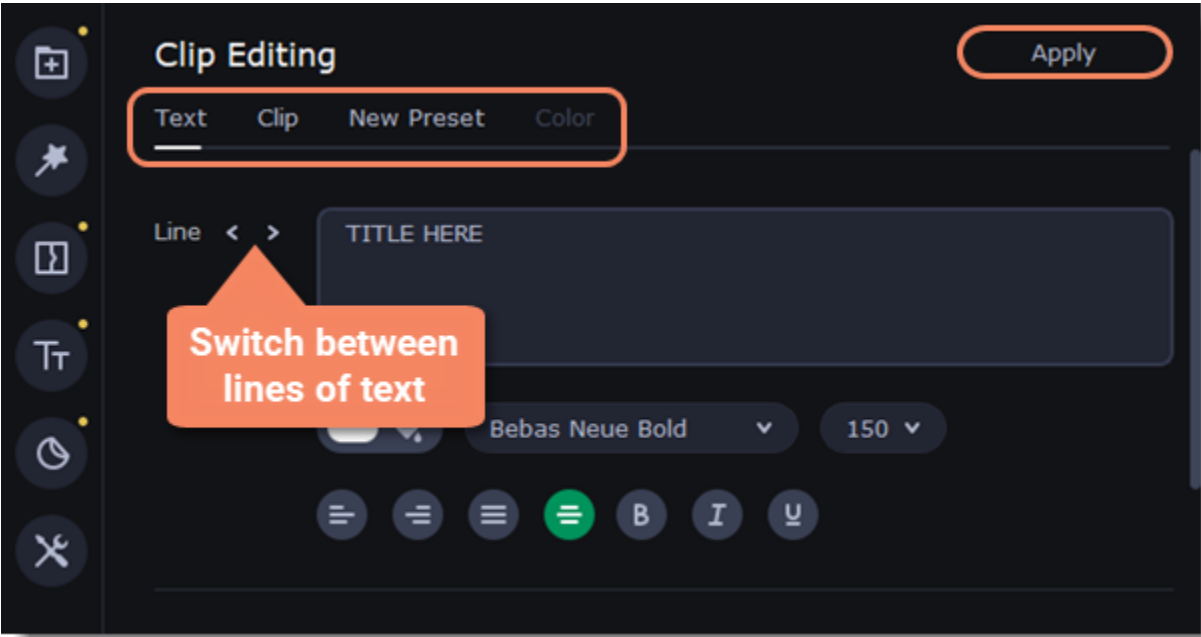 Clip Editing
Apply
Text Clip New Preset Color
Line < > TITLE HERE
Switch between
lines of text
Bebas Neue Bold 150
B I U
TT